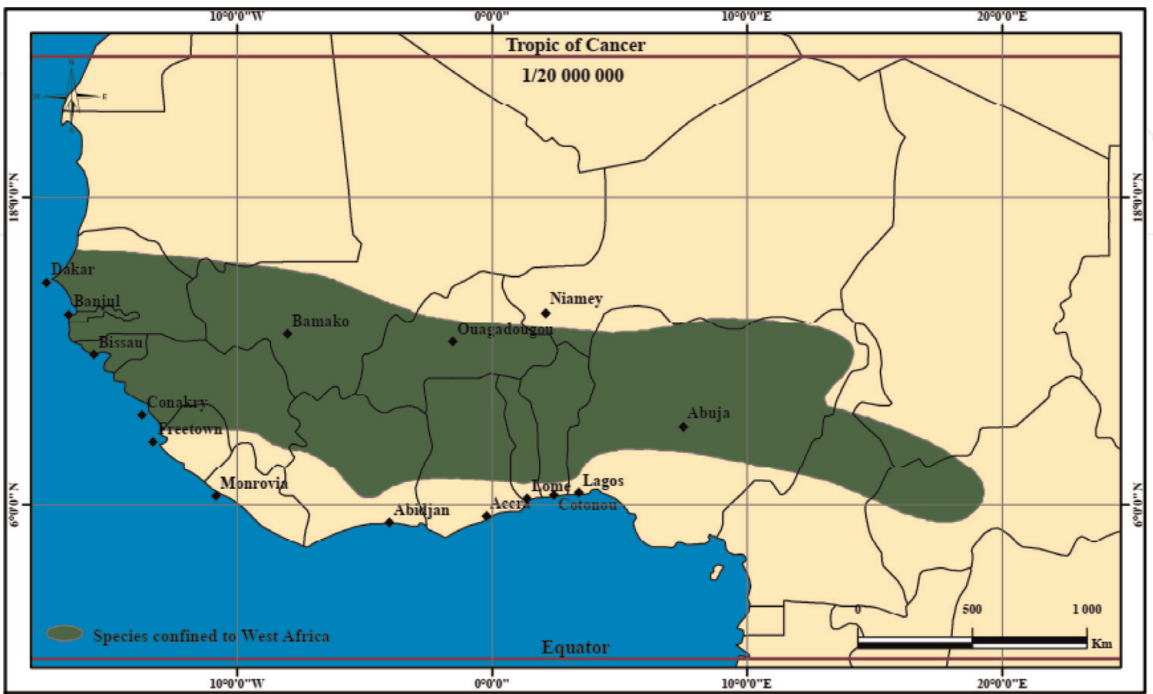 10°0'0"W 0°0'0" 10°0'0"E 20°0'0"E
Tropic of Cancer
1/20 000 000
N
W E
S
18°0'0"N 18°0'0"N
Dakar
Banjul
Niamey
Bamako
Ouagadougou
Bissau
Conakry
Abuja
Freetown
Monrovia
Lome
Lagos
6°0'0"N 6°0'0"N
Abidjan
Accra
Cotonou
0 500 1 000
Km
Species confined to West Africa
Equator
10°0'0"W 0°0'0" 10°0'0"E 20°0'0"E